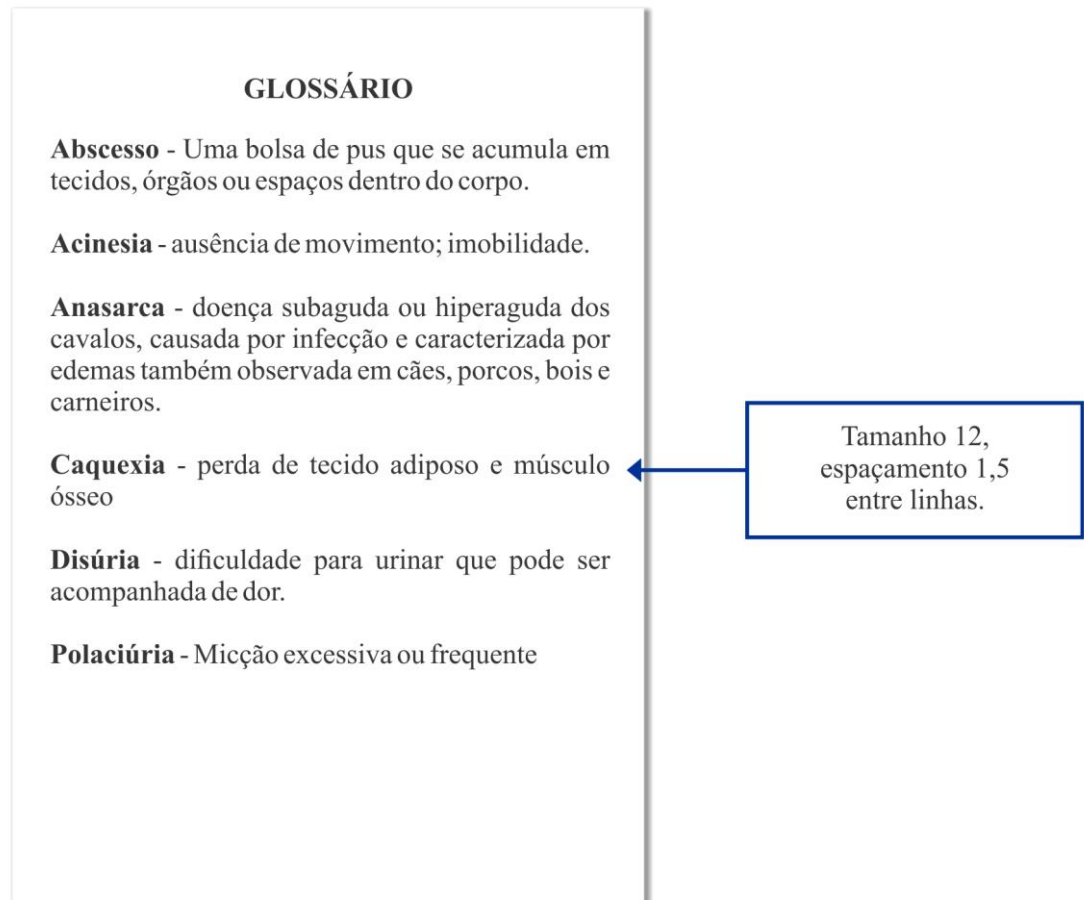 GLOSSÁRIO
Abscesso - Uma bolsa de pus que se acumula em
tecidos, órgãos ou espaços dentro do corpo.
Acinesia - ausência de movimento; imobilidade.
Anasarca - doença subaguda ou hiperaguda dos
cavalos, causada por infecção e caracterizada por
edemas também observada em cães, porcos, bois e
carneiros.
Caquexia - perda de tecido adiposo e músculo
ósseo
Disúria - dificuldade para urinar que pode ser
acompanhada de dor.
Polaciúria - Micção excessiva ou frequente
Tamanho 12,
espaçamento 1,5
entre linhas.